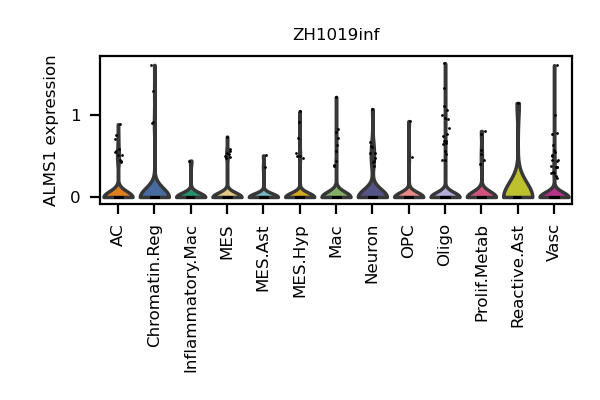 ZH1019inf
ALMS1 expression
1
0
AC
Chromatin.Reg
Inflammatory.Mac
MES
MES.Ast
MES.Hyp
Mac
Neuron
OPC
Oligo
Prolif.Metab
Reactive.Ast
Vasc